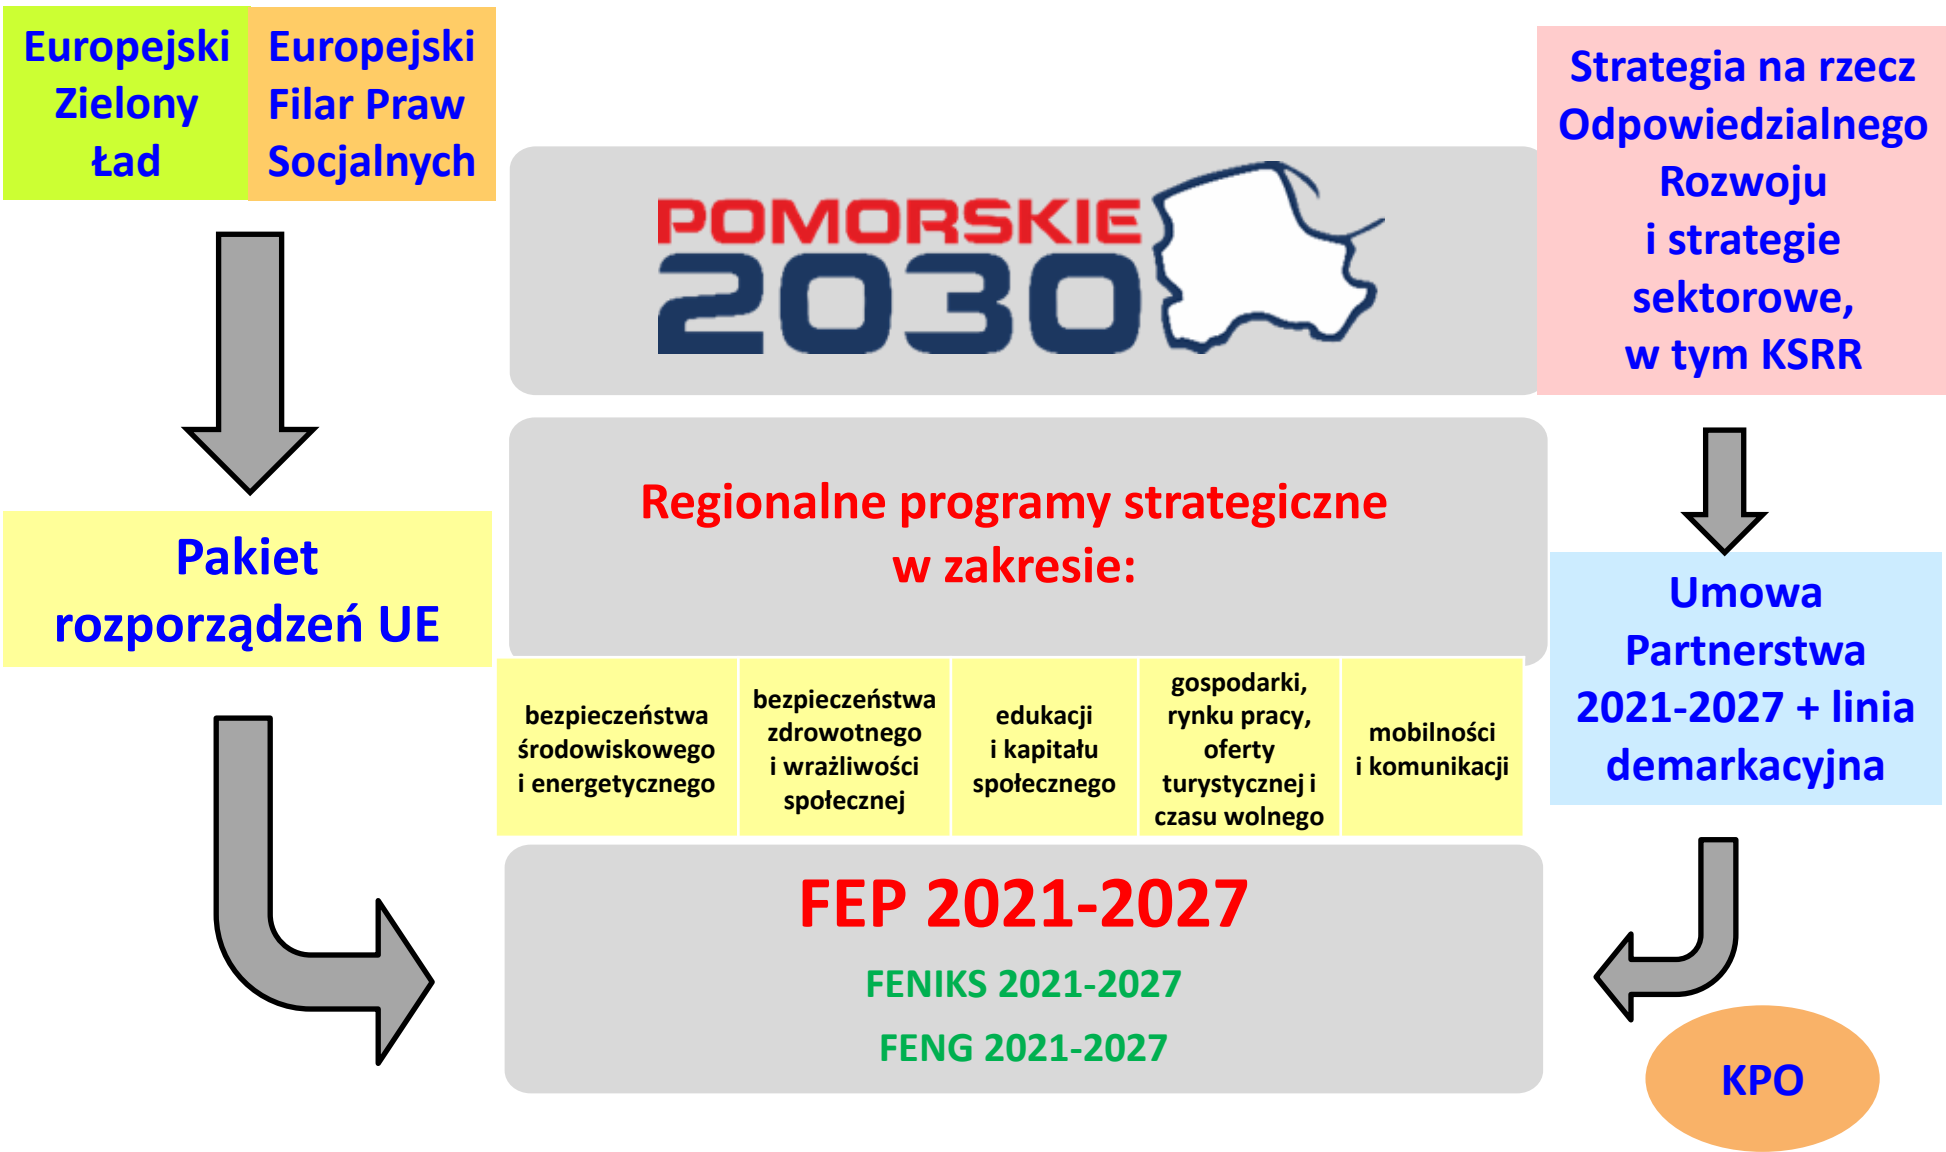 Europejski
Zielony
Ład
Europejski
Filar Praw
Socjalnych
POMORSKIE
2030
Strategia na rzecz
Odpowiedzialnego
Rozwoju
i strategie
sektorowe,
w tym KSRR
Regionalne programy strategiczne
w zakresie:
Pakiet
rozporządzeń UE
Umowa
Partnerstwa
2021-2027 + linia
demarkacyjna
bezpieczeństwa
środowiskowego
i energetycznego
bezpieczeństwa
zdrowotnego
i wrażliwości
społecznej
edukacji
i kapitału
społecznego
gospodarki,
rynku pracy,
oferty
turystycznej i
czasu wolnego
mobilności
i komunikacji
FEP 2021-2027
FENIKS 2021-2027
FENG 2021-2027
KPO